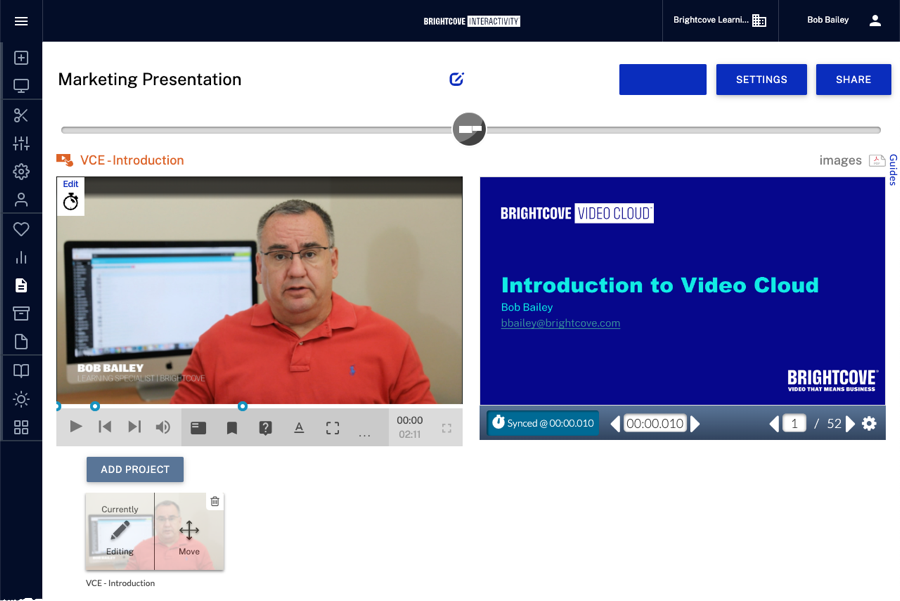 BRIGHTCOVE INTERACTIVITY
Brightcove Learni...
Bob Bailey
Marketing Presentation
SETTINGS
SHARE
VCE - Introduction
images
Guides
Edit
BOB BAILEY
LEARNING SPECIALIST | BRIGHTCOVE
00:00
02:11
BRIGHTCOVE VIDEO CLOUD
Introduction to Video Cloud
Bob Bailey
bbailey@brightcove.com
BRIGHTCOVE
VIDEO THAT MEANS BUSINESS
Synced @ 00:00.010
00:00.010
1 / 52
ADD PROJECT
Currently
Editing
Move
VCE - Introduction